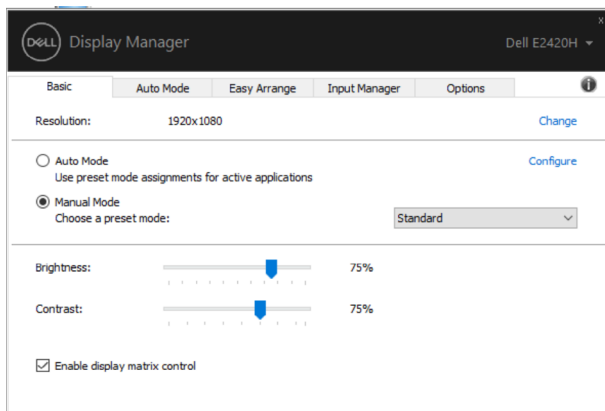 DELL Display Manager Dell E2420H
Basic Auto Mode Easy Arrange Input Manager Options
Resolution: 1920x1080 Change
Auto Mode Configure
Use preset mode assignments for active applications
Manual Mode
Choose a preset mode: Standard
Brightness: 75%
Contrast: 75%
Enable display matrix control